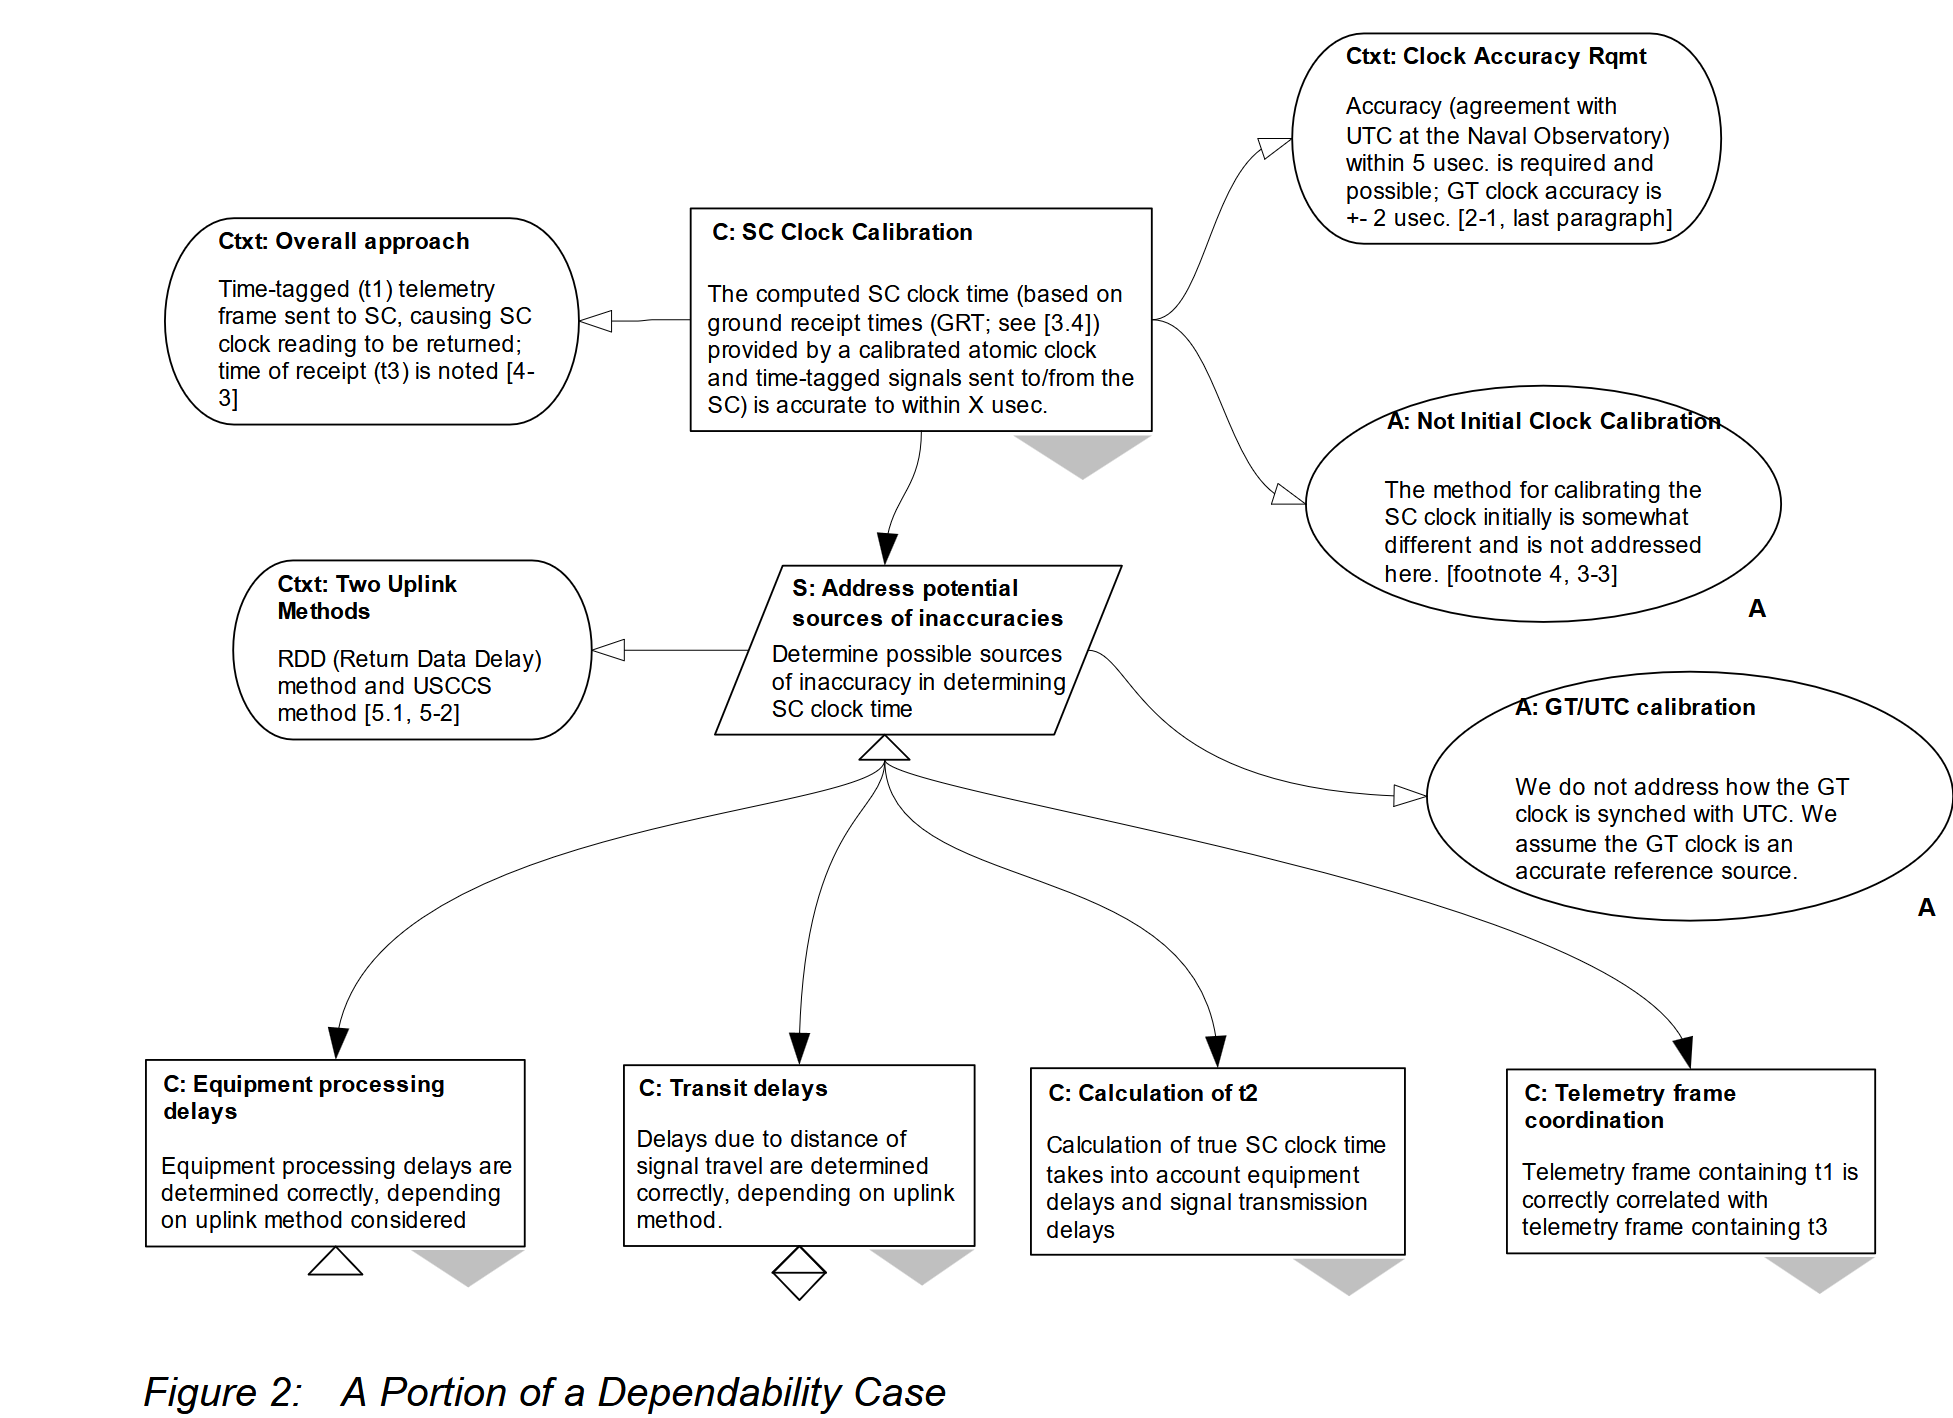 Ctxt: Clock Accuracy Rqmt
Accuracy (agreement with
UTC at the Naval Observatory)
within 5 usec. is required and
possible; GT clock accuracy is
+- 2 usec. [2-1, last paragraph]
Ctxt: Overall approach
Time-tagged (t1) telemetry
frame sent to SC, causing SC
clock reading to be returned;
time of receipt (t3) is noted [4-
3]
C: SC Clock Calibration
The computed SC clock time (based on
ground receipt times (GRT; see [3.4])
provided by a calibrated atomic clock
and time-tagged signals sent to/from the
SC) is accurate to within X usec.
A: Not Initial Clock Calibration
The method for calibrating the
SC clock initially is somewhat
different and is not addressed
here. [footnote 4, 3-3]
A
Ctxt: Two Uplink
Methods
RDD (Return Data Delay)
method and USCCS
method [5.1, 5-2]
S: Address potential
sources of inaccuracies
Determine possible sources
of inaccuracy in determining
SC clock time
A: GT/UTC calibration
We do not address how the GT
clock is synched with UTC. We
assume the GT clock is an
accurate reference source.
A
C: Equipment processing
delays
Equipment processing delays are
determined correctly, depending
on uplink method considered
C: Transit delays
Delays due to distance of
signal travel are determined
correctly, depending on uplink
method.
C: Calculation of t2
Calculation of true SC clock time
takes into account equipment
delays and signal transmission
delays
C: Telemetry frame
coordination
Telemetry frame containing t1 is
correctly correlated with
telemetry frame containing t3
Figure 2: A Portion of a Dependability Case